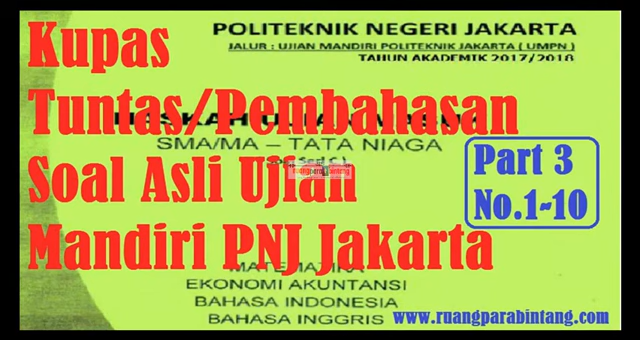 POLITEKNIK NEGERI JAKARTA
JALUR : UJIAN MANDIRI POLITEKNIK JAKARTA ( UMPN )
TAHUN AKADEMIK 2017/2018
Kupas
Tuntas/Pembahasan
Soal Asli Ujian
Mandiri PNJ Jakarta
SMA/MA – TATA NIAGA
ruangparabintang
Part 3
No.1-10
MATEMATIKA
EKONOMI AKUNTANSI
BAHASA INDONESIA
BAHASA INGGRIS
www.ruangparabintang.com